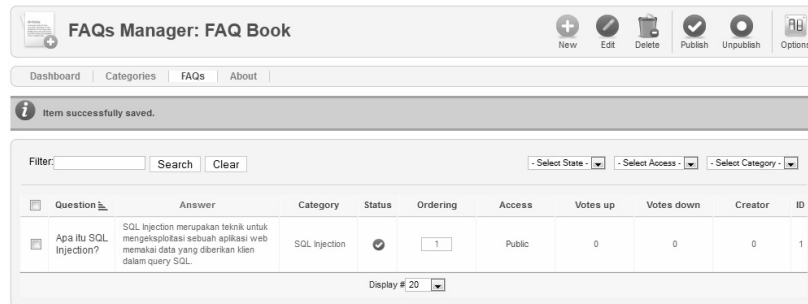 FAQs Manager: FAQ Book
New Edit Delete Publish Unpublish Options
Dashboard Categories FAQs About
Item successfully saved.
Filter: Search Clear - Select State - - Select Access - - Select Category -
Question Answer Category Status Ordering Access Votes up Votes down Creator ID
Apa itu SQL
Injection?
SQL Injection merupakan teknik untuk
mengeksploitasi sebuah aplikasi web
memakai data yang diberikan klien
dalam query SQL.
SQL Injection 1 Public 0 0 0 1
Display # 20